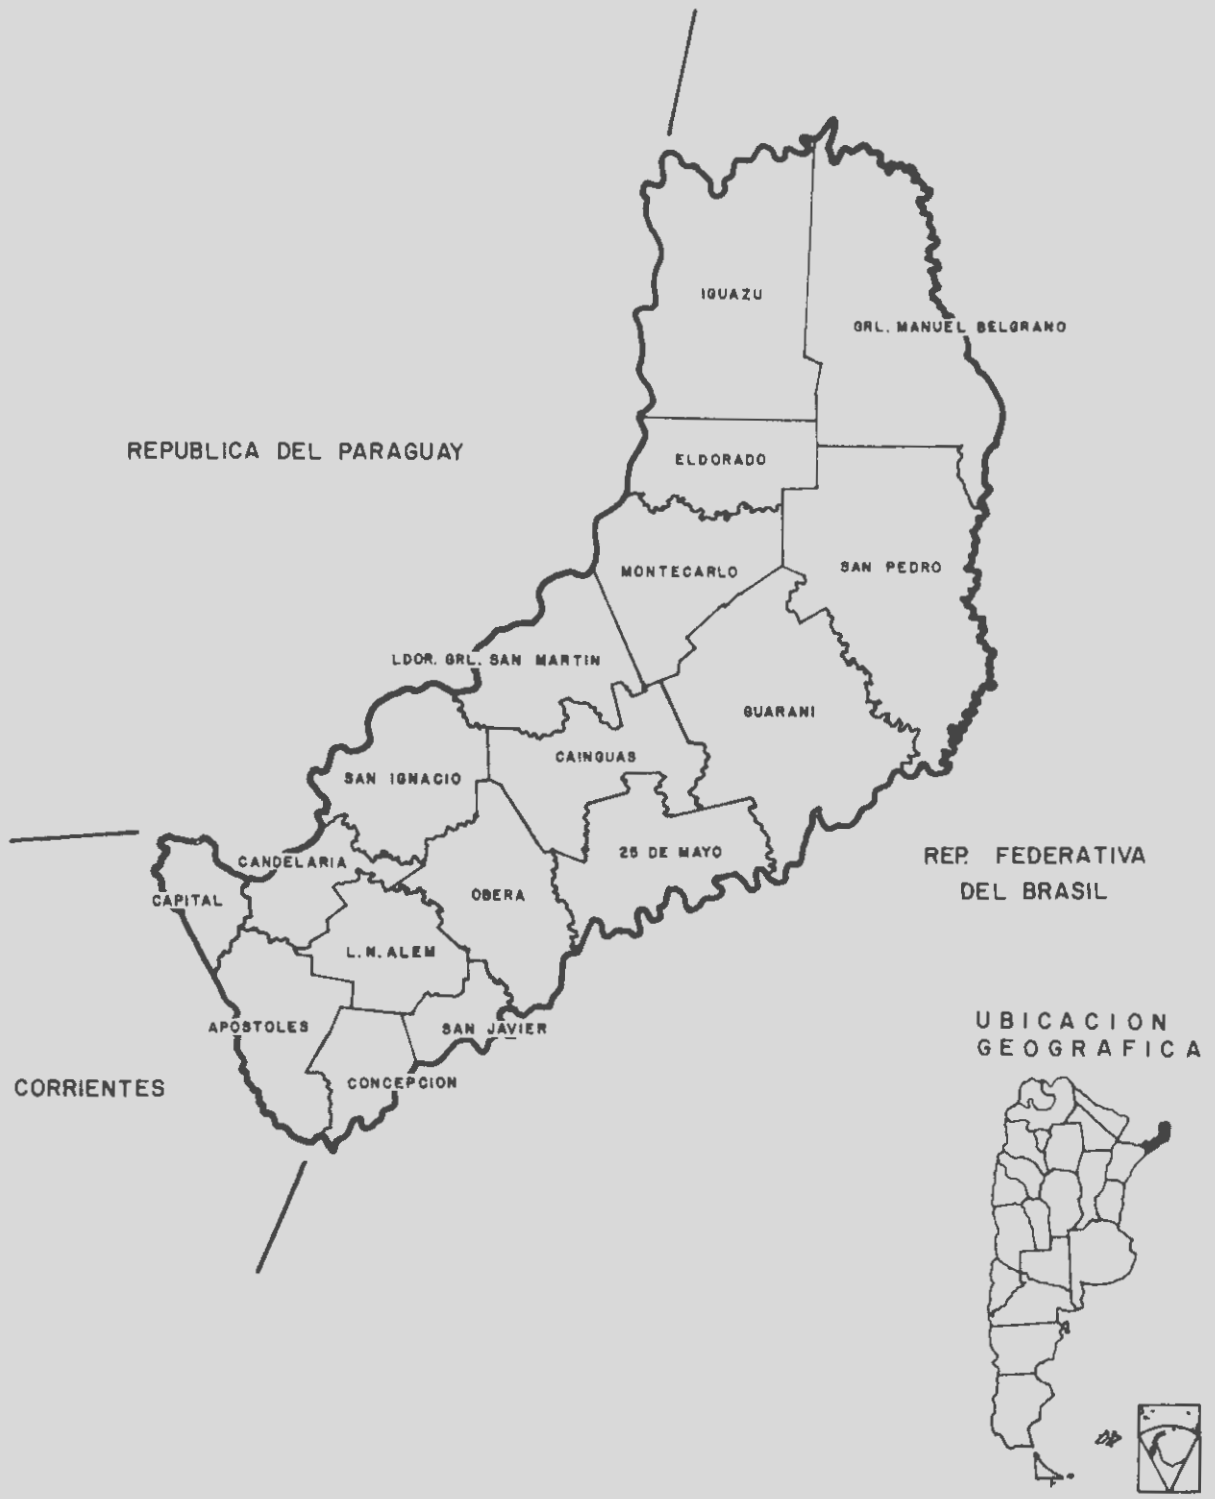 IGUAZU
GRL. MANUEL BELGRANO
REPUBLICA DEL PARAGUAY
ELDORADO
MONTECARLO
SAN PEDRO
LDOR. GRL. SAN MARTIN
GUARANI
CAINGUAS
SAN IGNACIO
25 DE MAYO
CANDELARIA
REP. FEDERATIVA
DEL BRASIL
CAPITAL
OBERA
L.N.ALEM
APOSTOLES
SAN JAVIER
UBICACION
GEOGRAFICA
CONCEPCION
CORRIENTES